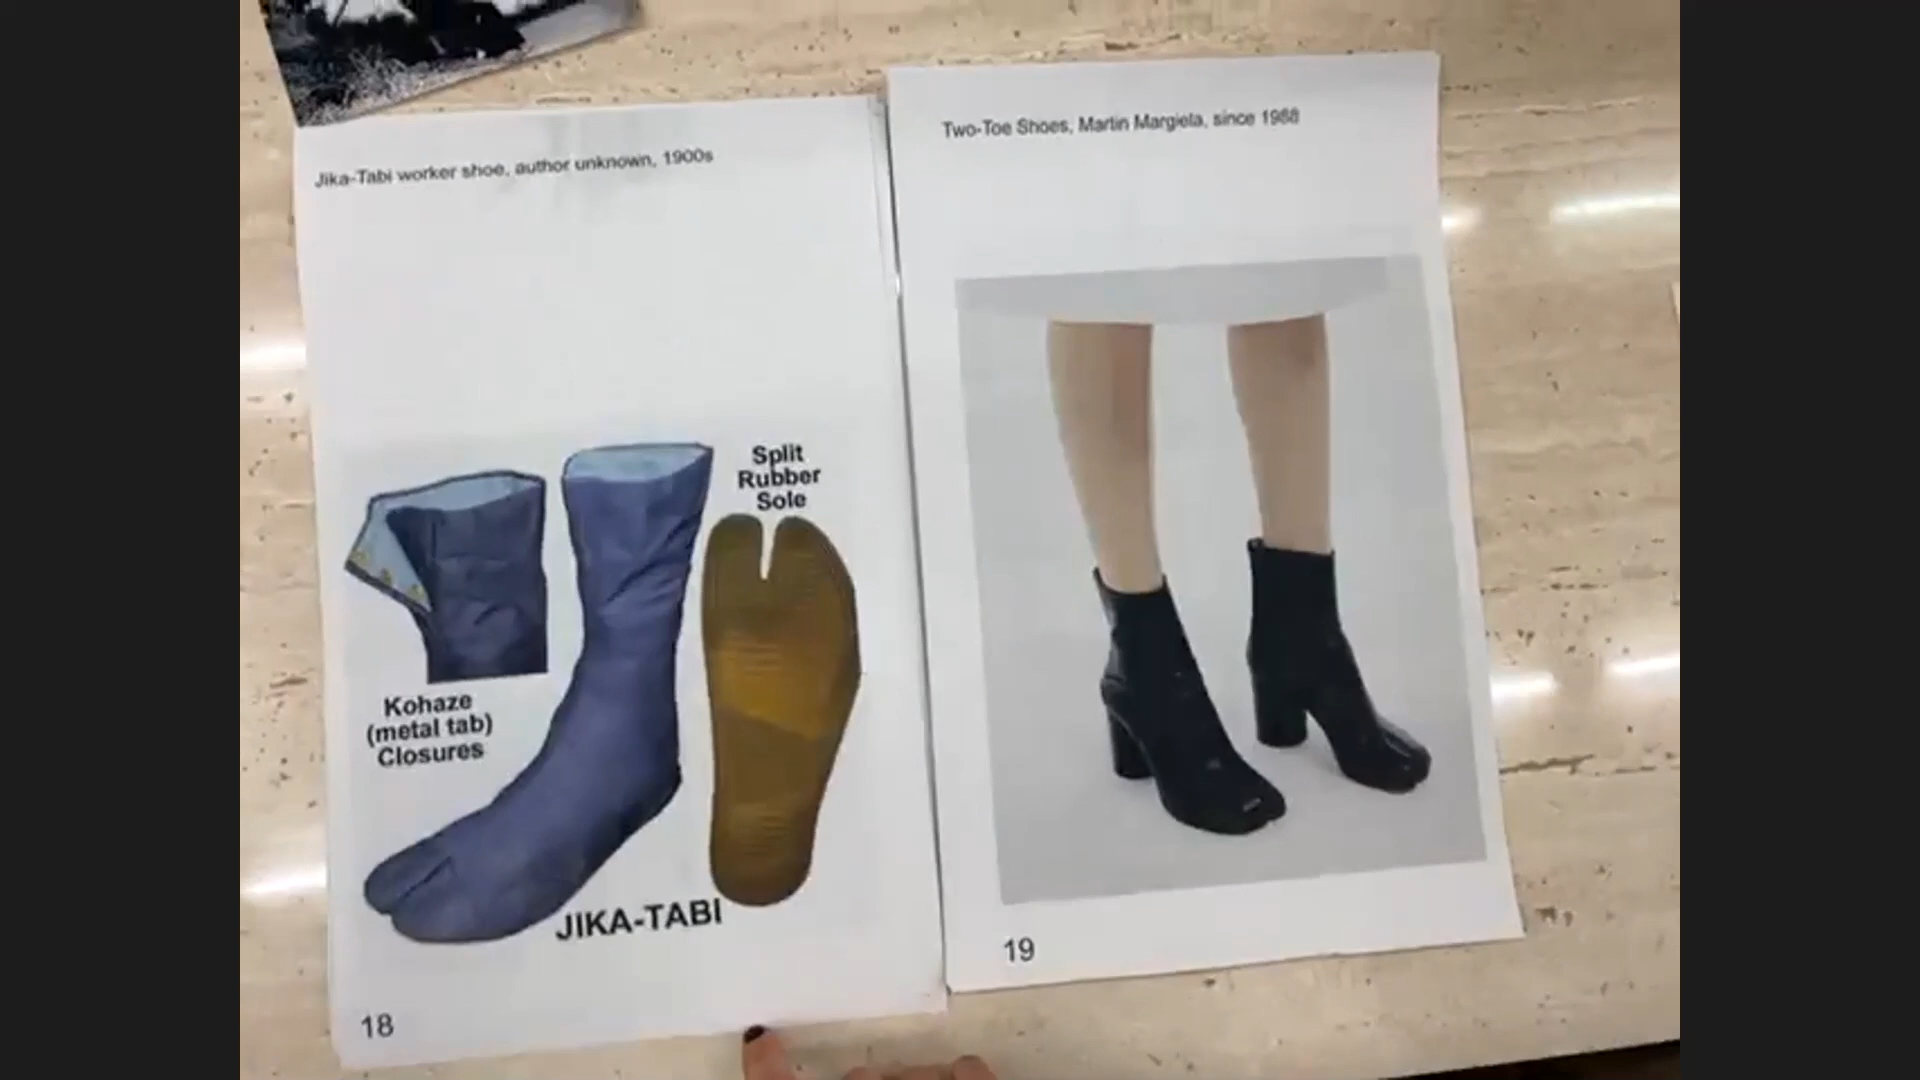 Jika-Tabi worker shoe, author unknown, 1900s
Split
Rubber
Sole
Kohaze
(metal tab)
Closures
JIKA-TABI
18
Two-Toe Shoes, Martin Margiela, since 1988
19